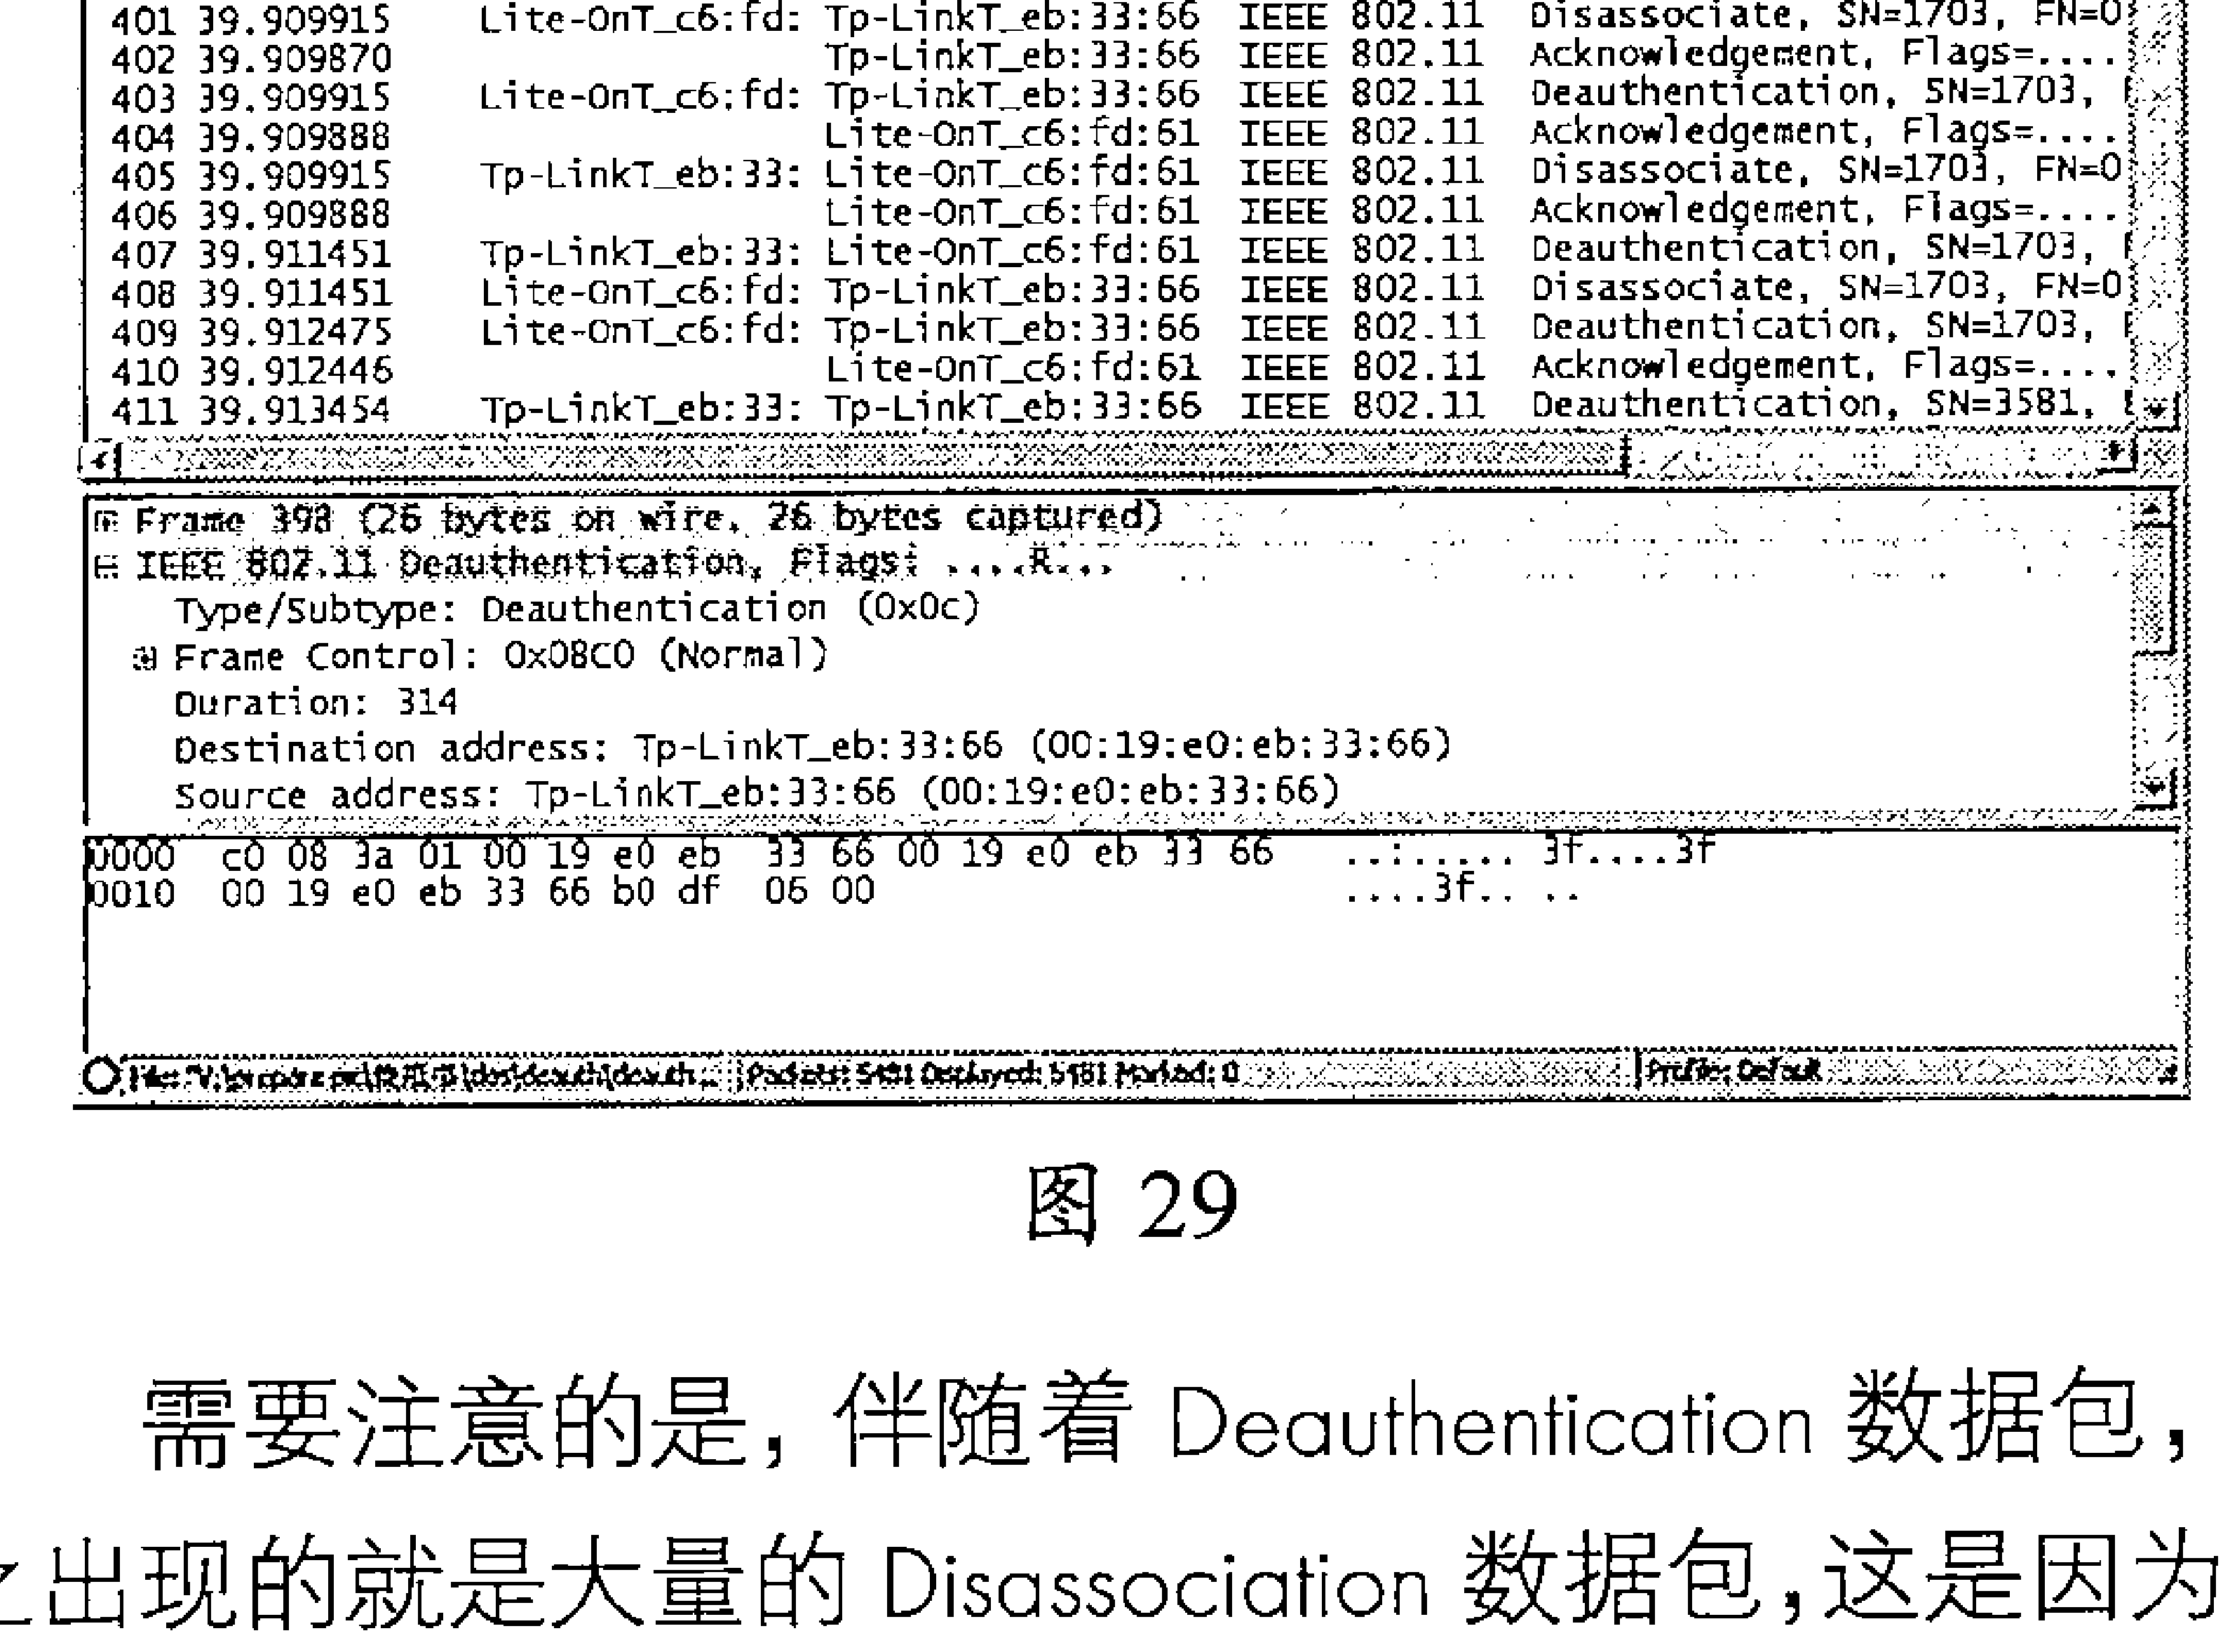 401 39.909915 Lite-OnT_c6:fd: Tp-LinkT_eb:33:66 IEEE 802.11 Disassociate, SN=1703, FN=0
402 39.909870 Tp-LinkT_eb:33:66 IEEE 802.11 Acknowledgement, Flags=....
403 39.909915 Lite-OnT_c6:fd: Tp-LinkT_eb:33:66 IEEE 802.11 Deauthentication, SN=1703,
404 39.909888 Lite-OnT_c6:fd:61 IEEE 802.11 Acknowledgement, Flags=....
405 39.909915 Tp-LinkT_eb:33: Lite-OnT_c6:fd:61 IEEE 802.11 Disassociate, SN=1703, FN=0
406 39.909888 Lite-OnT_c6:fd:61 IEEE 802.11 Acknowledgement, Flags=....
407 39.911451 Tp-LinkT_eb:33: Lite-OnT_c6:fd:61 IEEE 802.11 Deauthentication, SN=1703,
408 39.911451 Lite-OnT_c6:fd: Tp-LinkT_eb:33:66 IEEE 802.11 Disassociate, SN=1703, FN=0
409 39.912475 Lite-OnT_c6:fd: Tp-LinkT_eb:33:66 IEEE 802.11 Deauthentication, SN=1703,
410 39.912446 Lite-OnT_c6:fd:61 IEEE 802.11 Acknowledgement, Flags=....
411 39.913454 Tp-LinkT_eb:33: Tp-LinkT_eb:33:66 IEEE 802.11 Deauthentication, SN=3581,
Frame 398 (26 bytes on wire, 26 bytes captured)
IEEE 802.11 Deauthentication, Flags: ....R...
Type/Subtype: Deauthentication (0x0c)
Frame Control: 0x08C0 (Normal)
Duration: 314
Destination address: Tp-LinkT_eb:33:66 (00:19:e0:eb:33:66)
Source address: Tp-LinkT_eb:33:66 (00:19:e0:eb:33:66)
0000 c0 08 3a 01 00 19 e0 eb 33 66 00 19 e0 eb 33 66 ..:..... 3f....3f
0010 00 19 e0 eb 33 66 b0 df 06 00 ....3f.. ..
Packets: Displayed: Marked: 0 Profile: Default
图 29
需要注意的是，伴随着 Deauthentication 数据包，
出现的就是大量的 Disassociation 数据包，这是因为